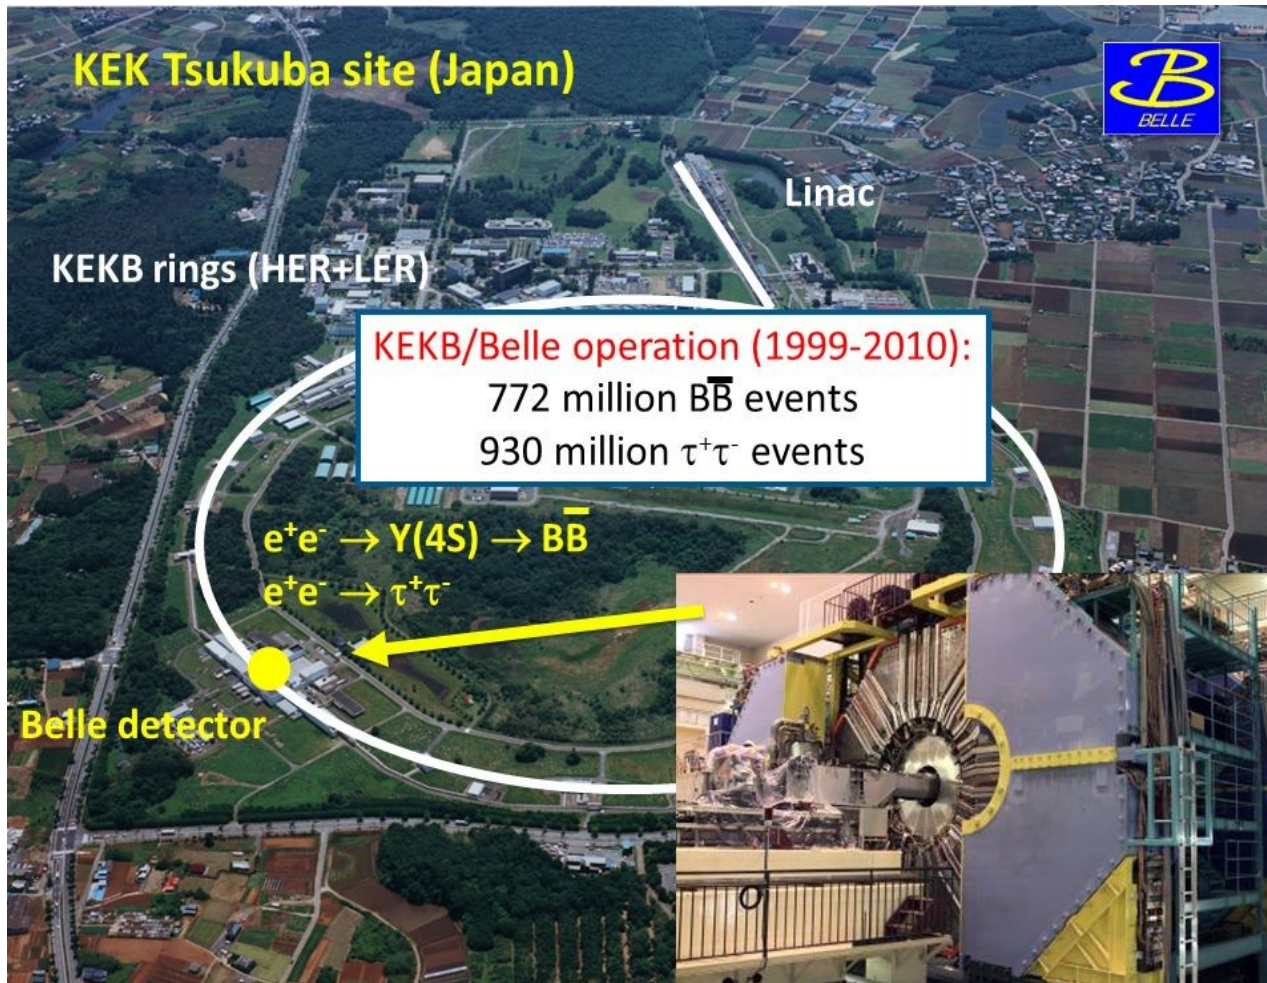 KEK Tsukuba site (Japan)
BELLE
Linac
KEKB rings (HER+LER)
KEKB/Belle operation (1999-2010):
772 million BB̅ events
930 million τ⁺τ⁻ events
e⁺e⁻ → Y(4S) → BB̅
e⁺e⁻ → τ⁺τ⁻
Belle detector